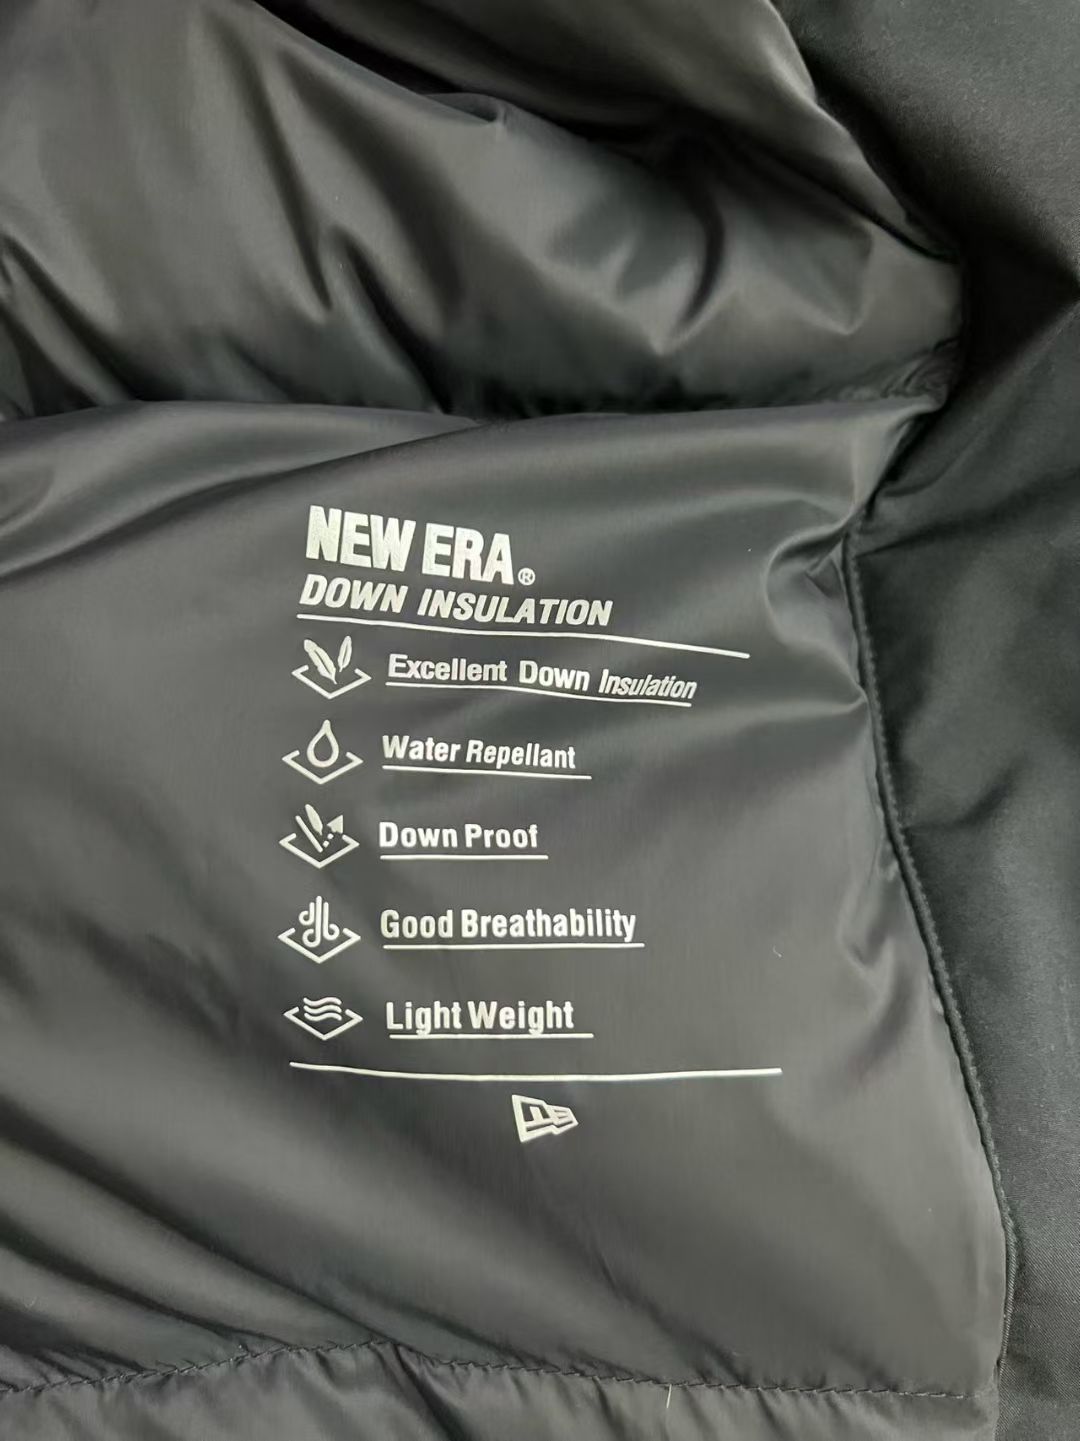 NEW ERA®
DOWN INSULATION
Excellent Down Insulation
Water Repellant
Down Proof
Good Breathability
Light Weight